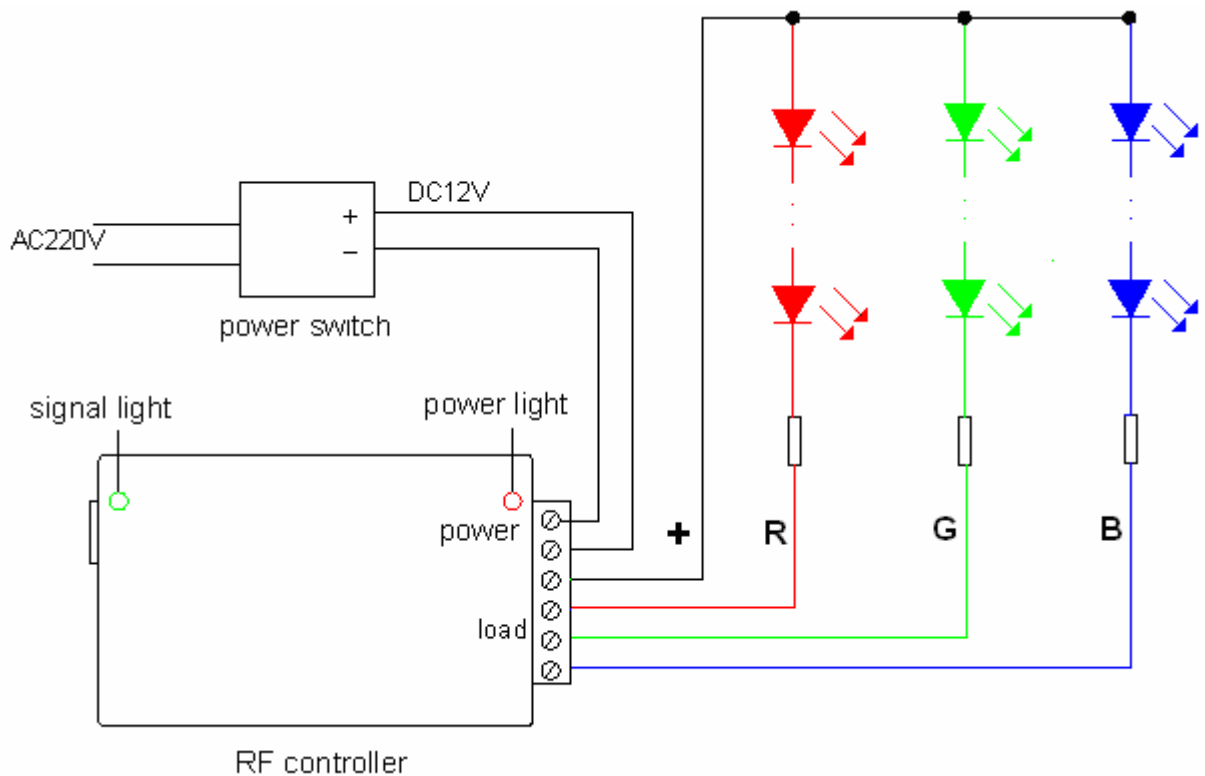 DC12V
AC220V
+
−
power switch
signal light
power light
power
+
R
G
B
load
RF controller